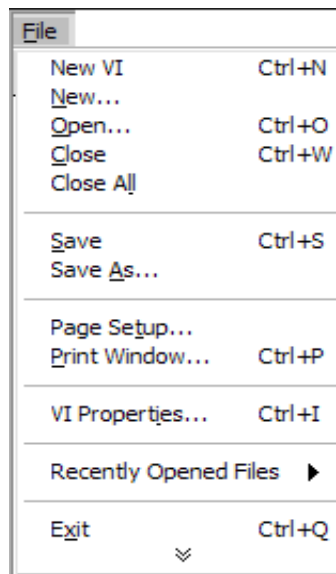 File
New VI Ctrl+N
New...
Open... Ctrl+O
Close Ctrl+W
Close All
Save Ctrl+S
Save As...
Page Setup...
Print Window... Ctrl+P
VI Properties... Ctrl+I
Recently Opened Files
Exit Ctrl+Q